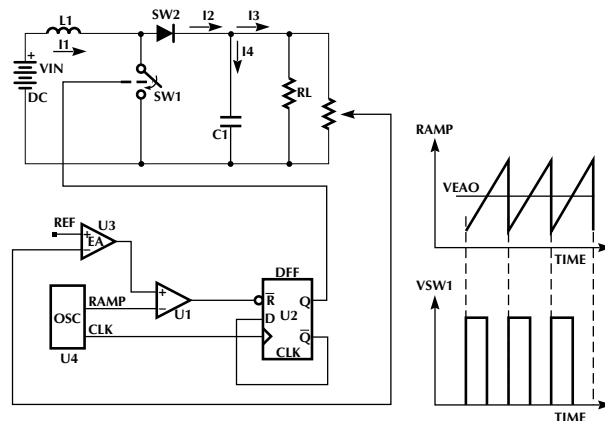 SW2
I2
I3
L1
I1
I4
+
VIN
DC
SW1
RL
C1
RAMP
VEAO
TIME
REF
U3
+
EA
−
DFF
+
−
U1
R
Q
D
U2
Q
CLK
OSC
RAMP
CLK
U4
VSW1
TIME